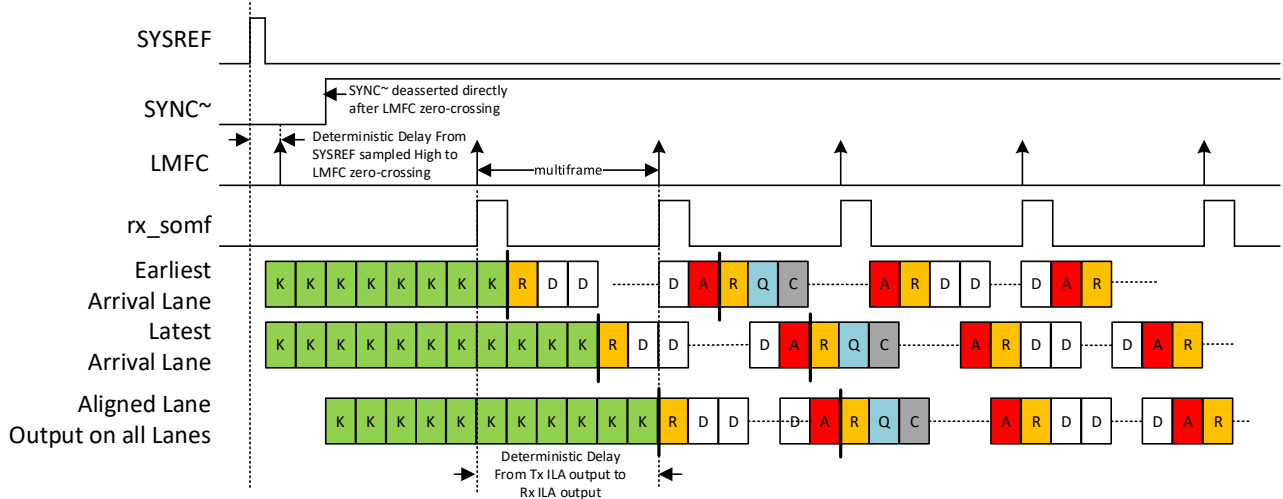 SYSREF
SYNC~
SYNC~ deasserted directly
after LMFC zero-crossing
Deterministic Delay From
SYSREF sampled High to
LMFC zero-crossing
LMFC
multiframe
rx_somf
Earliest
Arrival Lane
K K K K K K K K R D D D A R Q C A R D D D A R
Latest
Arrival Lane
K K K K K K K K K K K R D D D A R Q C A R D D D A R
Aligned Lane
Output on all Lanes
K K K K K K K K K K K R D D D A R Q C A R D D D A R
Deterministic Delay
From Tx ILA output to
Rx ILA output